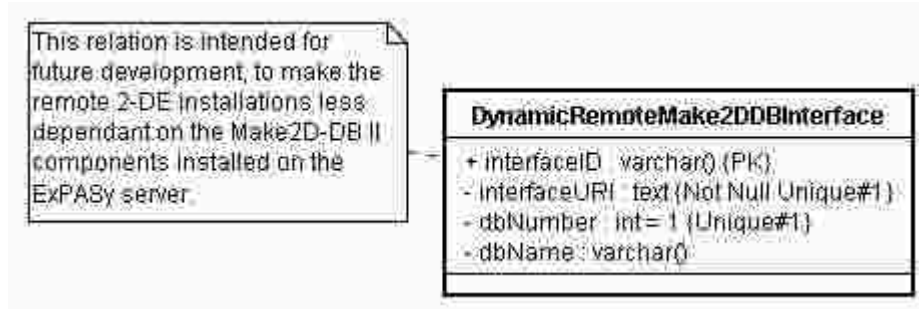 This relation is intended for
future development, to make the
remote 2-DE installations less
dependant on the Make2D-DB II
components installed on the
ExPASy server.
DynamicRemoteMake2DDBInterface
+ interfaceID : varchar() {PK}
- interfaceURI : text {Not Null Unique#1}
- dbNumber : int = 1 {Unique#1}
- dbName : varchar()